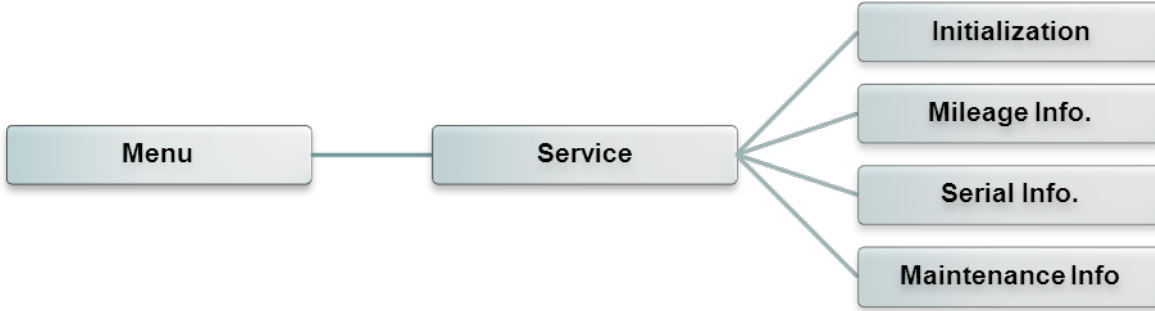 Menu
Service
Initialization
Mileage Info.
Serial Info.
Maintenance Info